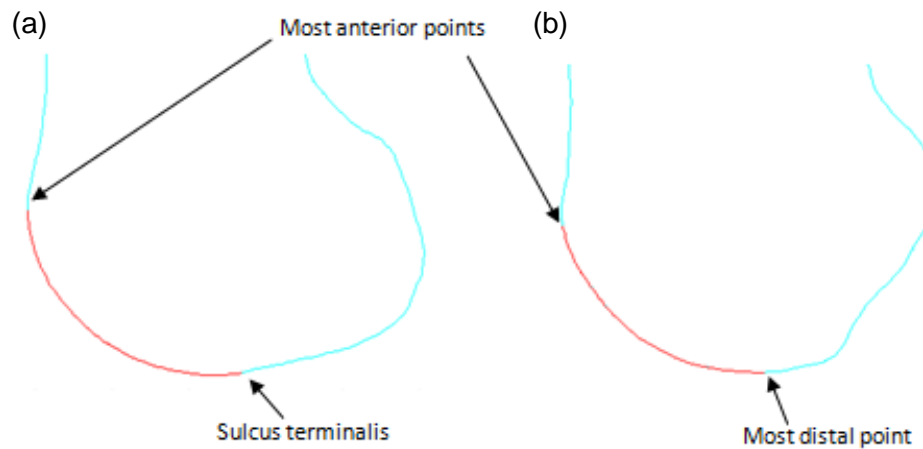 (a)
Most anterior points
(b)
Sulcus terminalis
Most distal point